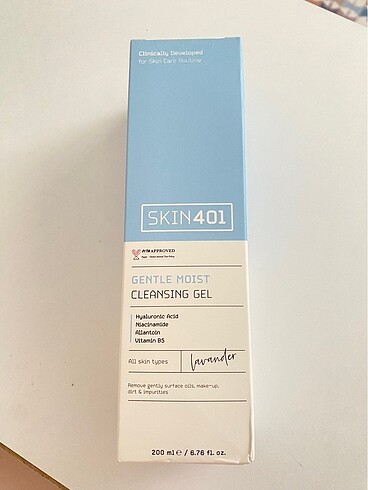 Clinically Developed
for Skin Care Routine
SKIN401
APPROVED
GENTLE MOIST
CLEANSING GEL
Hyaluronic Acid
Niacinamide
Allantoin
Vitamin B5
All skin types
lavander
Remove gently surface oils, make-up,
dirt & impurities
200 ml ℮ / 6.76 fl. oz.